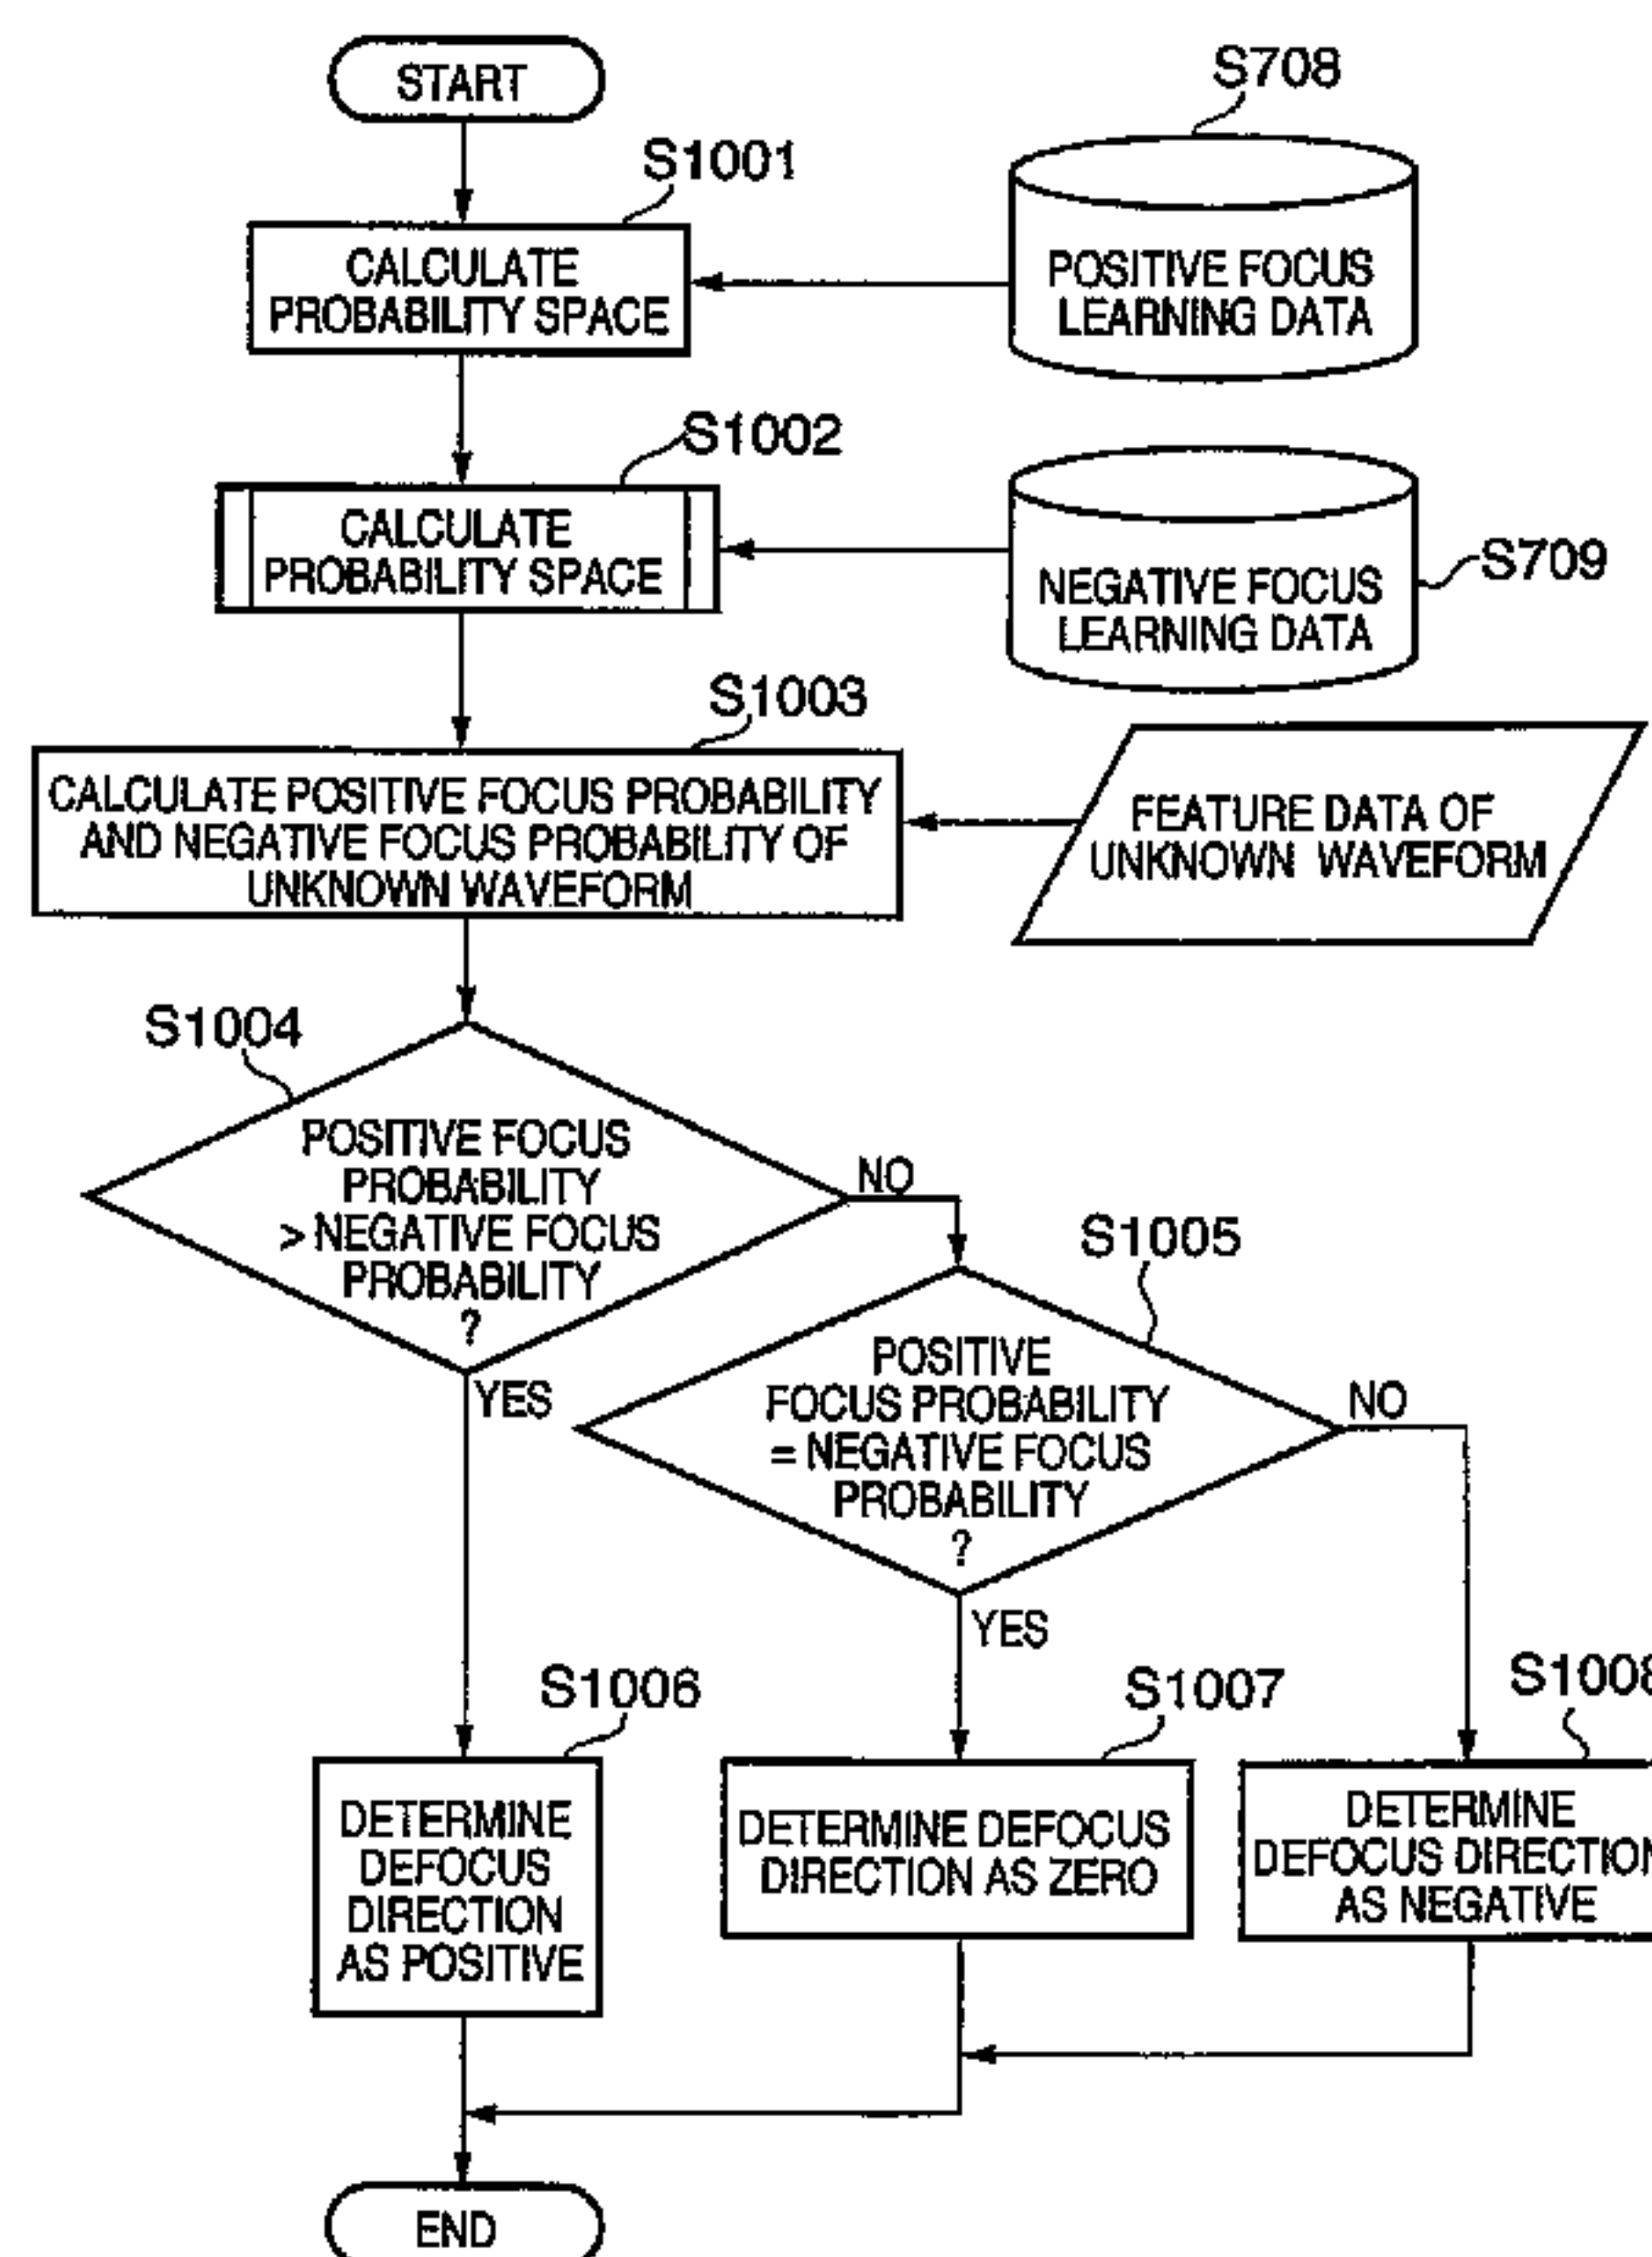 START
S708
S1001
CALCULATE
PROBABILITY SPACE
POSITIVE FOCUS
LEARNING DATA
S1002
CALCULATE
PROBABILITY SPACE
S709
NEGATIVE FOCUS
LEARNING DATA
S1003
CALCULATE POSITIVE FOCUS PROBABILITY
AND NEGATIVE FOCUS PROBABILITY OF
UNKNOWN WAVEFORM
FEATURE DATA OF
UNKNOWN WAVEFORM
S1004
POSITIVE FOCUS
PROBABILITY
> NEGATIVE FOCUS
PROBABILITY
?
NO
YES
S1005
POSITIVE
FOCUS PROBABILITY
= NEGATIVE FOCUS
PROBABILITY
?
NO
YES
S1006
DETERMINE
DEFOCUS
DIRECTION
AS POSITIVE
S1007
DETERMINE DEFOCUS
DIRECTION AS ZERO
S1008
DETERMINE
DEFOCUS DIRECTION
AS NEGATIVE
END